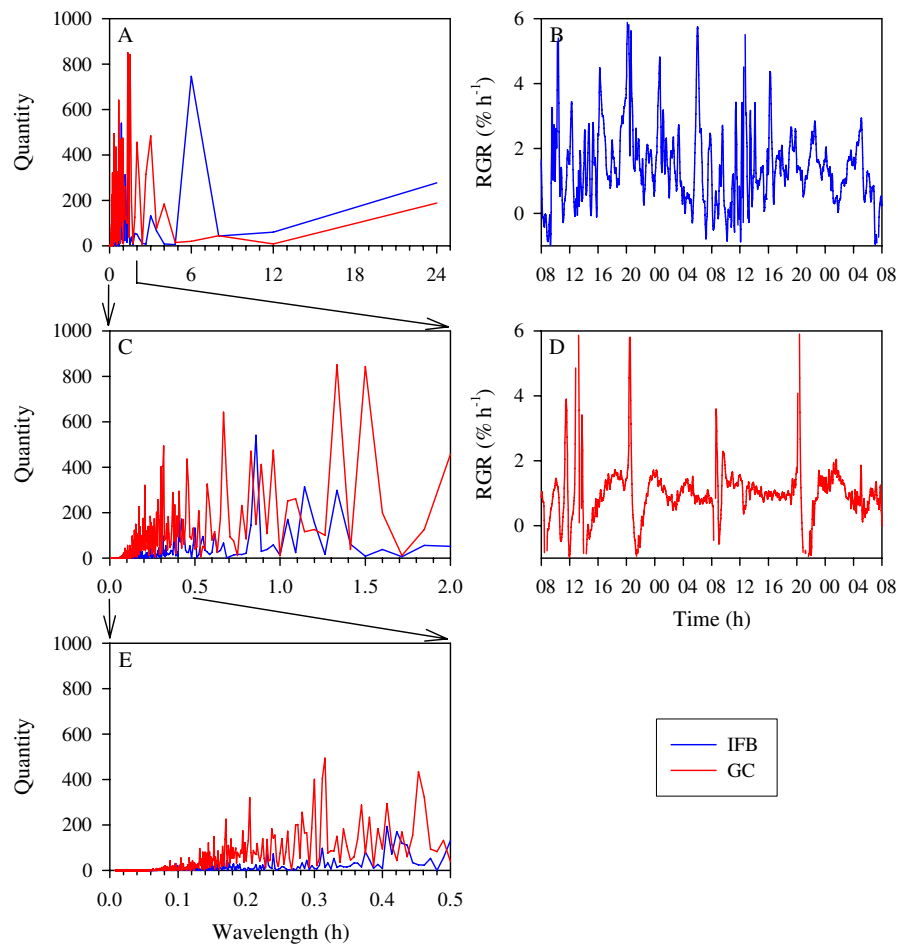 A
Quantity
1000
800
600
400
200
0
0 6 12 18 24
B
RGR (% h-1)
6
4
2
0
08 12 16 20 00 04 08 12 16 20 00 04 08
C
Quantity
1000
800
600
400
200
0
0.0 0.5 1.0 1.5 2.0
D
RGR (% h-1)
6
4
2
0
08 12 16 20 00 04 08 12 16 20 00 04 08
Time (h)
E
Quantity
1000
800
600
400
200
0
0.0 0.1 0.2 0.3 0.4 0.5
Wavelength (h)
IFB
GC